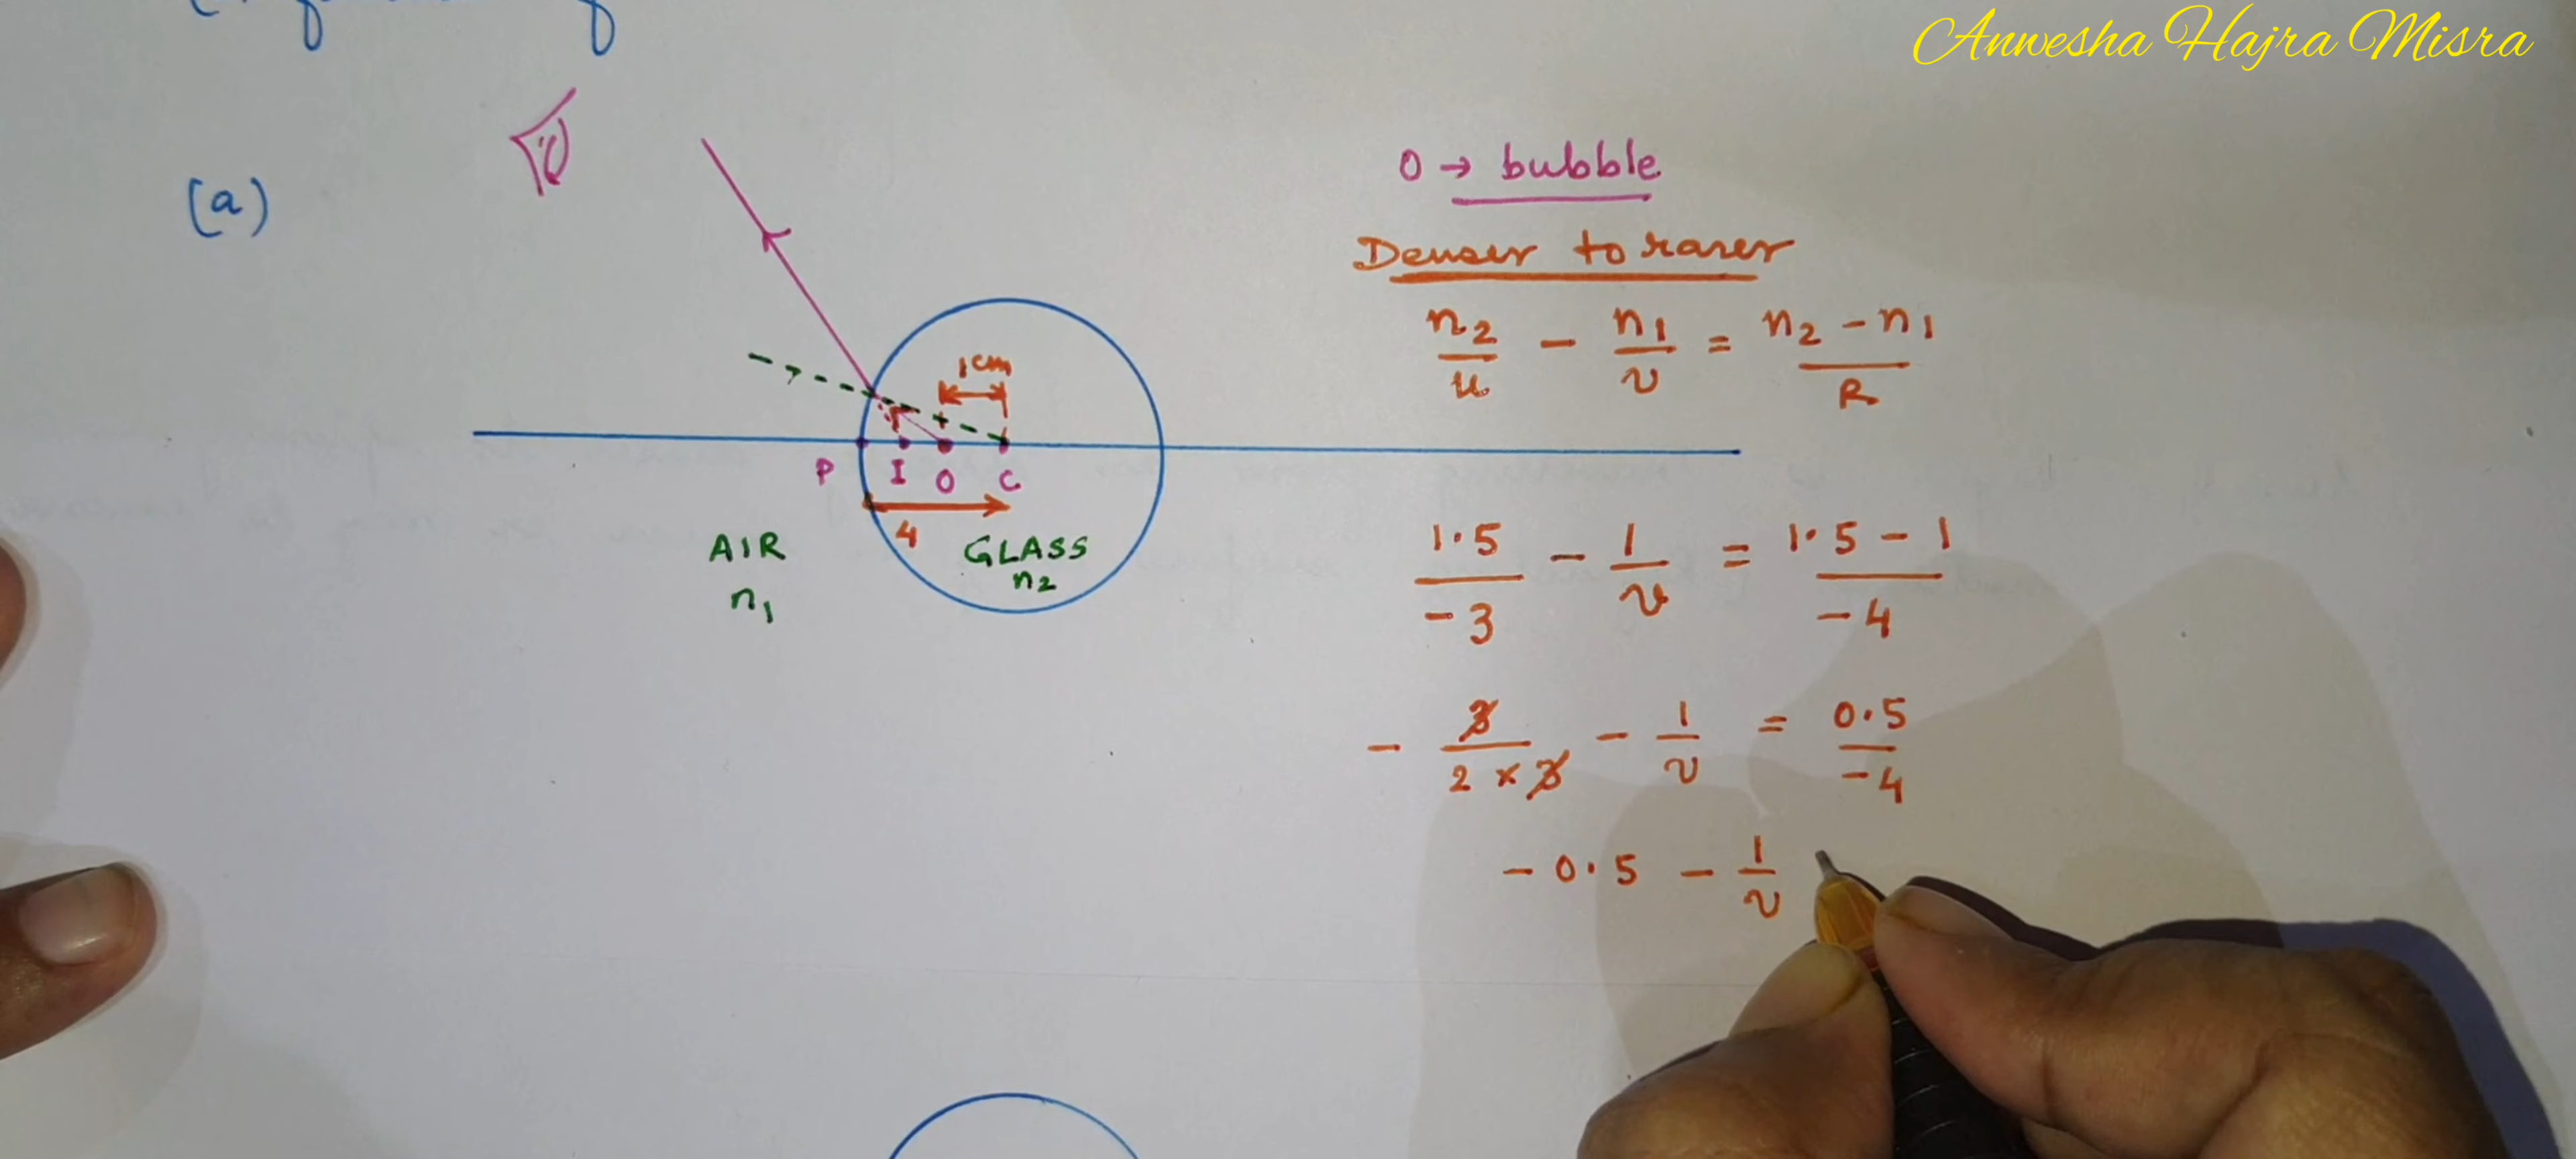 Anwesha Hajra Misra
(a)
O → bubble
Denser to rarer
n₂/u - n₁/v = n₂ - n₁/R
1cm
P I O C
4
AIR
n₁
GLASS
n₂
1.5/-3 - 1/v = 1.5 - 1/-4
- 3/2 × 3 - 1/v = 0.5/-4
- 0.5 - 1/v